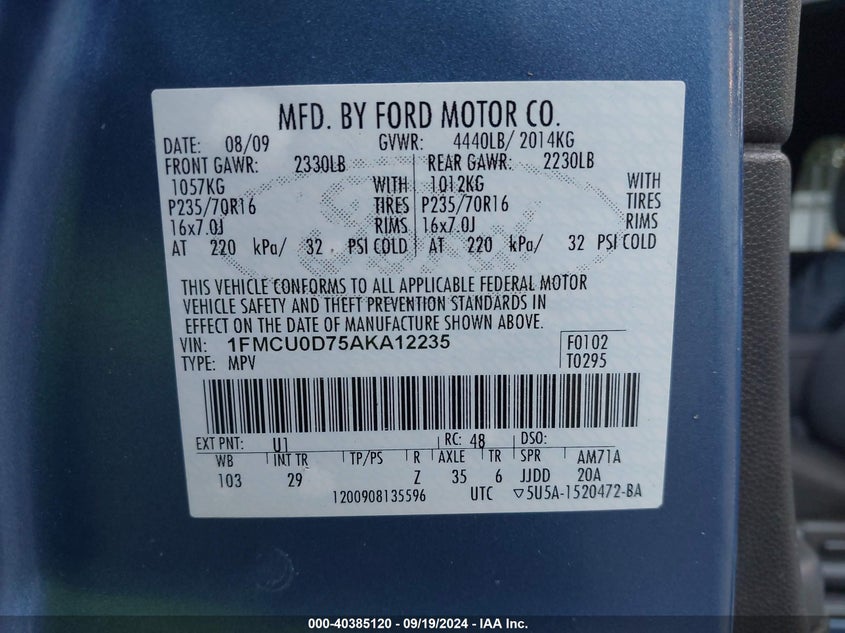 MFD. BY FORD MOTOR CO.
DATE: 08/09 GVWR: 4440LB/ 2014KG
FRONT GAWR: 2330LB REAR GAWR: 2230LB
1057KG WITH 1012KG WITH
P235/70R16 TIRES P235/70R16 TIRES
16x7.0J RIMS 16x7.0J RIMS
AT 220 kPa/ 32 PSI COLD AT 220 kPa/ 32 PSI COLD
THIS VEHICLE CONFORMS TO ALL APPLICABLE FEDERAL MOTOR
VEHICLE SAFETY AND THEFT PREVENTION STANDARDS IN
EFFECT ON THE DATE OF MANUFACTURE SHOWN ABOVE.
VIN: 1FMCU0D75AKA12235 F0102
TYPE: MPV T0295
EXT PNT: U1 RC: 48 DSO:
WB INT TR TP/PS R AXLE TR SPR AM71A
103 29 Z 35 6 JJDD 20A
1200908135596 UTC ▽5U5A-1520472-BA
000-40385120 - 09/19/2024 - IAA Inc.